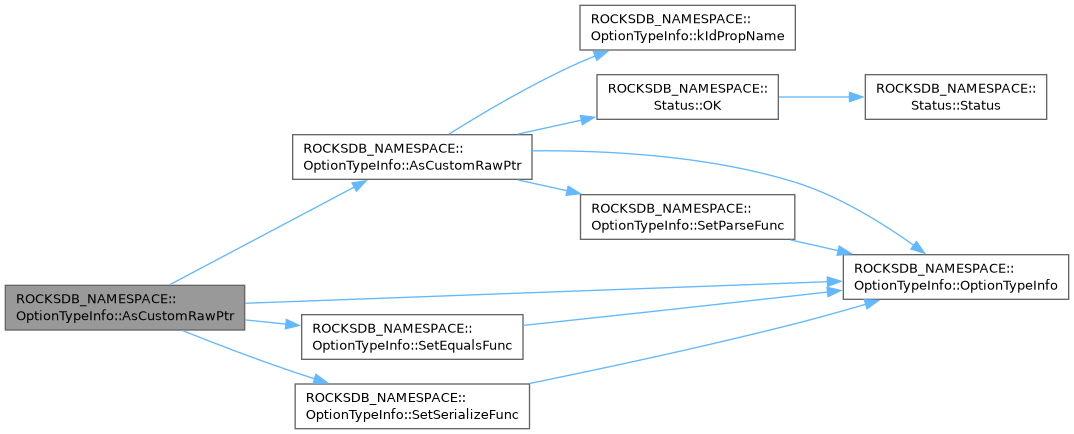 ROCKSDB_NAMESPACE::
OptionTypeInfo::kIdPropName
ROCKSDB_NAMESPACE::
Status::OK
ROCKSDB_NAMESPACE::
Status::Status
ROCKSDB_NAMESPACE::
OptionTypeInfo::AsCustomRawPtr
ROCKSDB_NAMESPACE::
OptionTypeInfo::SetParseFunc
ROCKSDB_NAMESPACE::
OptionTypeInfo::OptionTypeInfo
ROCKSDB_NAMESPACE::
OptionTypeInfo::AsCustomRawPtr
ROCKSDB_NAMESPACE::
OptionTypeInfo::SetEqualsFunc
ROCKSDB_NAMESPACE::
OptionTypeInfo::SetSerializeFunc